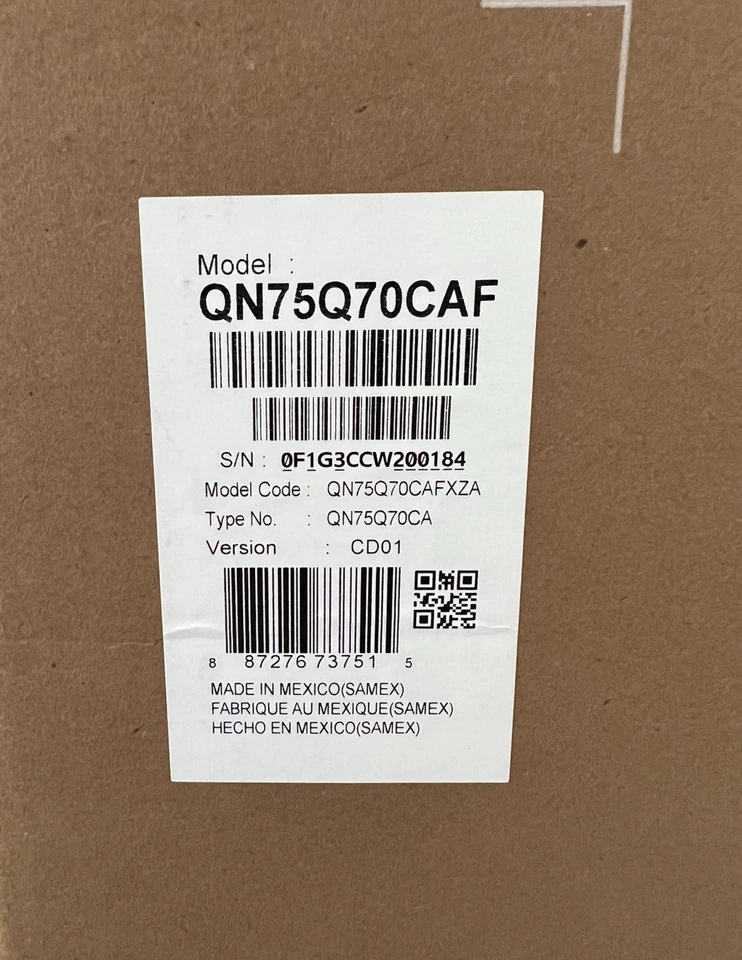 Model :
QN75Q70CAF
S/N : 0F1G3CCW200184
Model Code : QN75Q70CAFXZA
Type No. : QN75Q70CA
Version : CD01
8 87276 73751 5
MADE IN MEXICO(SAMEX)
FABRIQUE AU MEXIQUE(SAMEX)
HECHO EN MEXICO(SAMEX)